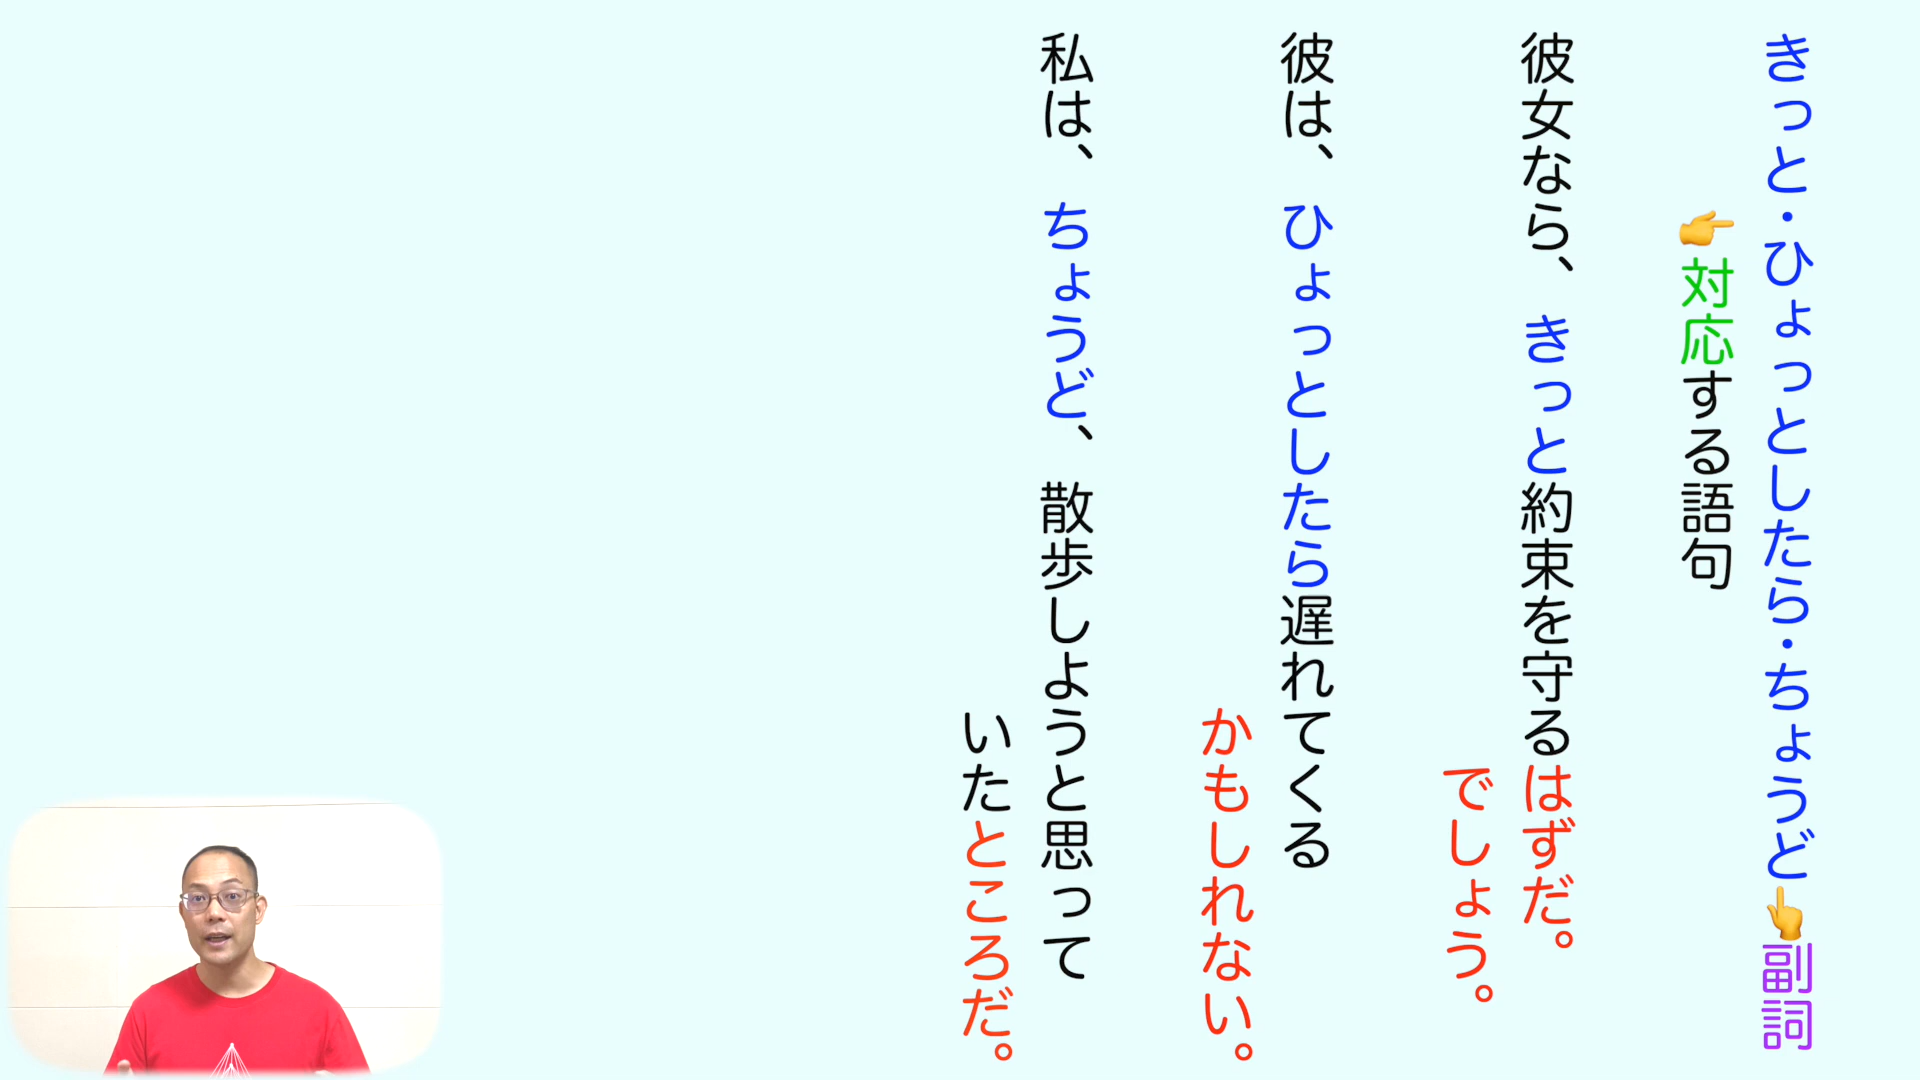 きっと・ひょっとしたら・ちょうど👆副詞
👉対応する語句
彼女なら、きっと約束を守るはずだ。
でしょう。
彼は、ひょっとしたら遅れてくる
かもしれない。
私は、ちょうど、散歩しようと思って
いたところだ。